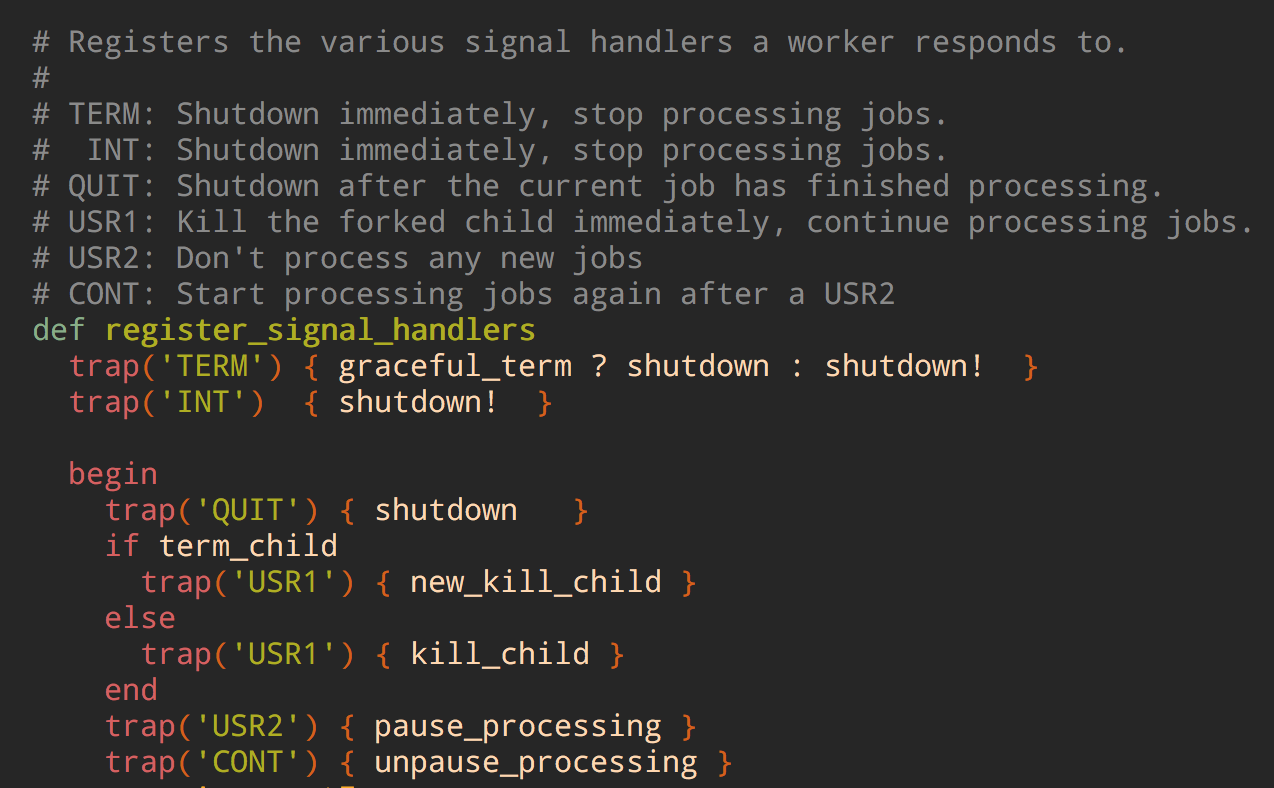 # Registers the various signal handlers a worker responds to.
#
# TERM: Shutdown immediately, stop processing jobs.
#  INT: Shutdown immediately, stop processing jobs.
# QUIT: Shutdown after the current job has finished processing.
# USR1: Kill the forked child immediately, continue processing jobs.
# USR2: Don't process any new jobs
# CONT: Start processing jobs again after a USR2
def register_signal_handlers
  trap('TERM') { graceful_term ? shutdown : shutdown!  }
  trap('INT')  { shutdown!  }

  begin
    trap('QUIT') { shutdown   }
    if term_child
      trap('USR1') { new_kill_child }
    else
      trap('USR1') { kill_child }
    end
    trap('USR2') { pause_processing }
    trap('CONT') { unpause_processing }